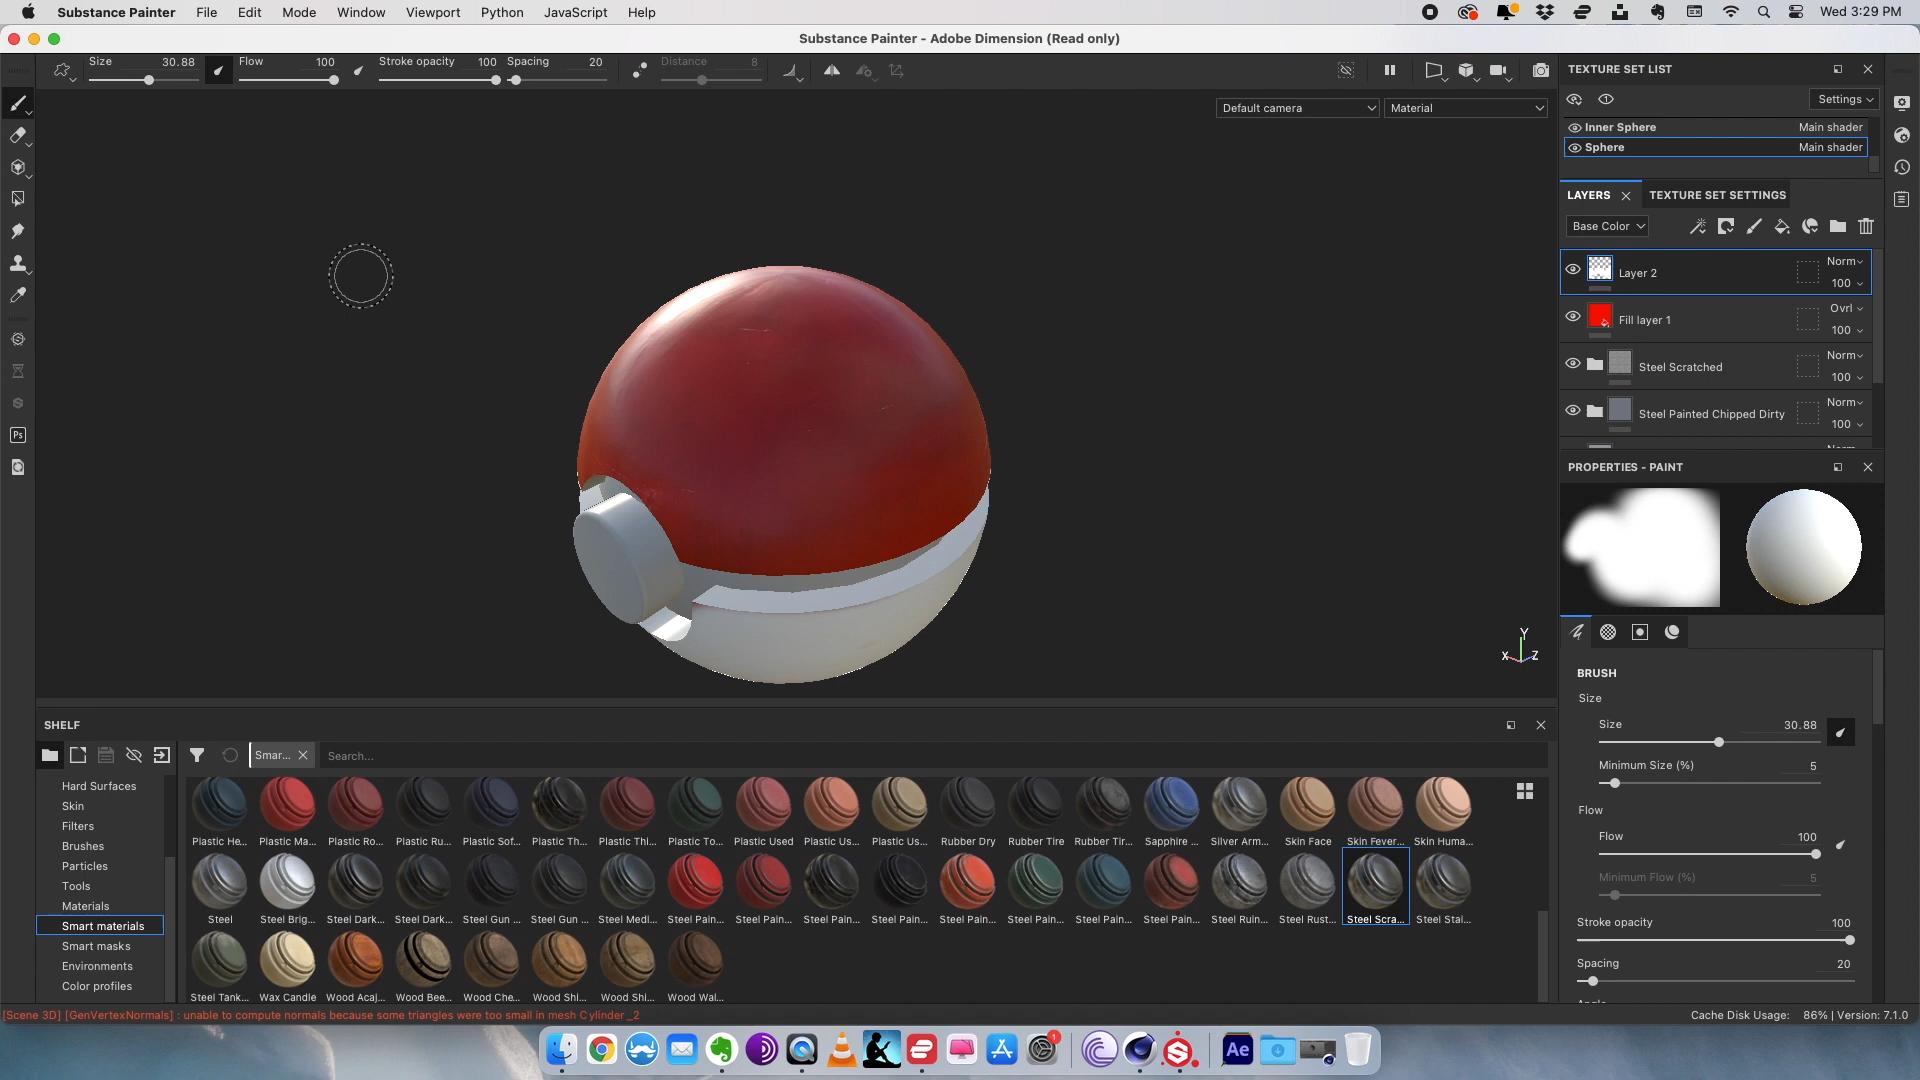 Substance Painter File Edit Mode Window Viewport Python JavaScript Help Wed 3:29 PM
Substance Painter - Adobe Dimension (Read only)
Size 30.88 Flow 100 Stroke opacity 100 Spacing 20 Distance 8
Default camera Material
TEXTURE SET LIST
Settings
Inner Sphere Main shader
Sphere Main shader
LAYERS TEXTURE SET SETTINGS
Base Color
Layer 2 Norm 100
Fill layer 1 Ovrl 100
Steel Scratched Norm 100
Steel Painted Chipped Dirty Norm 100
PROPERTIES - PAINT
BRUSH
Size
Size 30.88
Minimum Size (%) 5
Flow
Flow 100
Minimum Flow (%) 5
Stroke opacity 100
Spacing 20
Y
X Z
Ps
SHELF
Smar... Search...
Hard Surfaces
Skin
Filters
Brushes
Particles
Tools
Materials
Smart materials
Smart masks
Environments
Color profiles
Plastic He... Plastic Ma... Plastic Ro... Plastic Ru... Plastic Sof... Plastic Th... Plastic Thi... Plastic To... Plastic Used Plastic Us... Plastic Us... Rubber Dry Rubber Tire Rubber Tir... Sapphire ... Silver Arm... Skin Face Skin Fever... Skin Huma...
Steel Steel Brig... Steel Dark... Steel Dark... Steel Gun ... Steel Gun ... Steel Medi... Steel Pain... Steel Pain... Steel Pain... Steel Pain... Steel Pain... Steel Pain... Steel Pain... Steel Pain... Steel Ruin... Steel Rust... Steel Scra... Steel Stai...
Steel Tank... Wax Candle Wood Acaj... Wood Bee... Wood Che... Wood Shi... Wood Shi... Wood Wal...
[Scene 3D] [GenVertexNormals] : unable to compute normals because some triangles were too small in mesh Cylinder_2
Cache Disk Usage: 86% | Version: 7.1.0
1
Ae